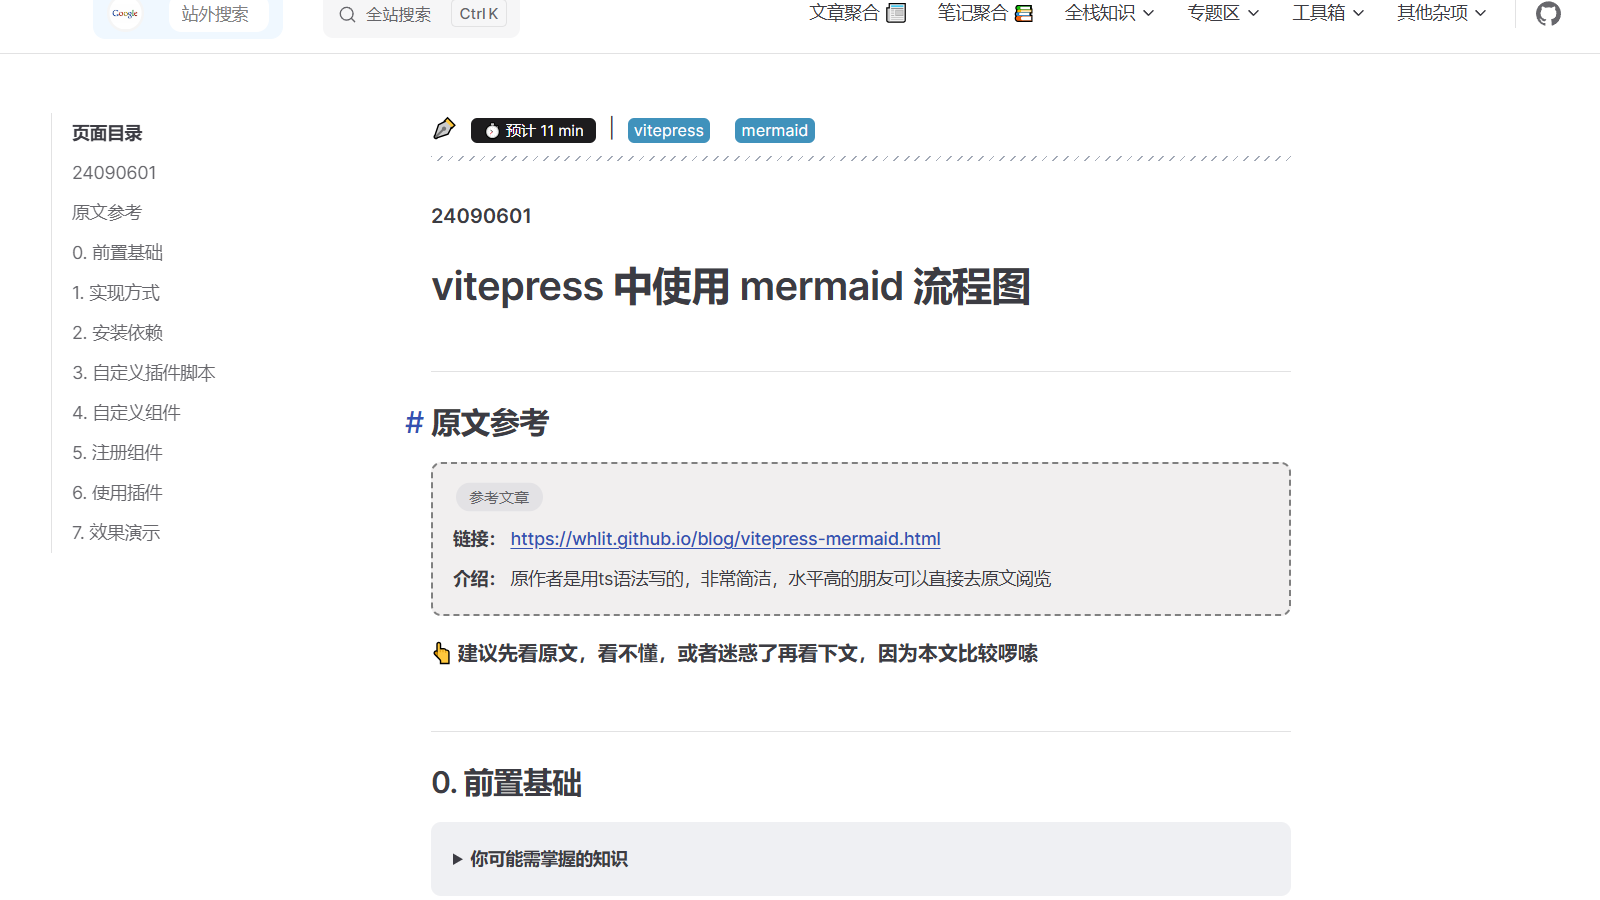 Google
站外搜索
全站搜索
Ctrl K
文章聚合
笔记聚合
全栈知识
专题区
工具箱
其他杂项
页面目录
24090601
原文参考
0. 前置基础
1. 实现方式
2. 安装依赖
3. 自定义插件脚本
4. 自定义组件
5. 注册组件
6. 使用插件
7. 效果演示
预计 11 min
vitepress
mermaid
24090601
vitepress 中使用 mermaid 流程图
# 原文参考
参考文章
链接： https://whlit.github.io/blog/vitepress-mermaid.html
介绍： 原作者是用ts语法写的，非常简洁，水平高的朋友可以直接去原文阅览
👆 建议先看原文，看不懂，或者迷惑了再看下文，因为本文比较啰嗦
0. 前置基础
你可能需掌握的知识